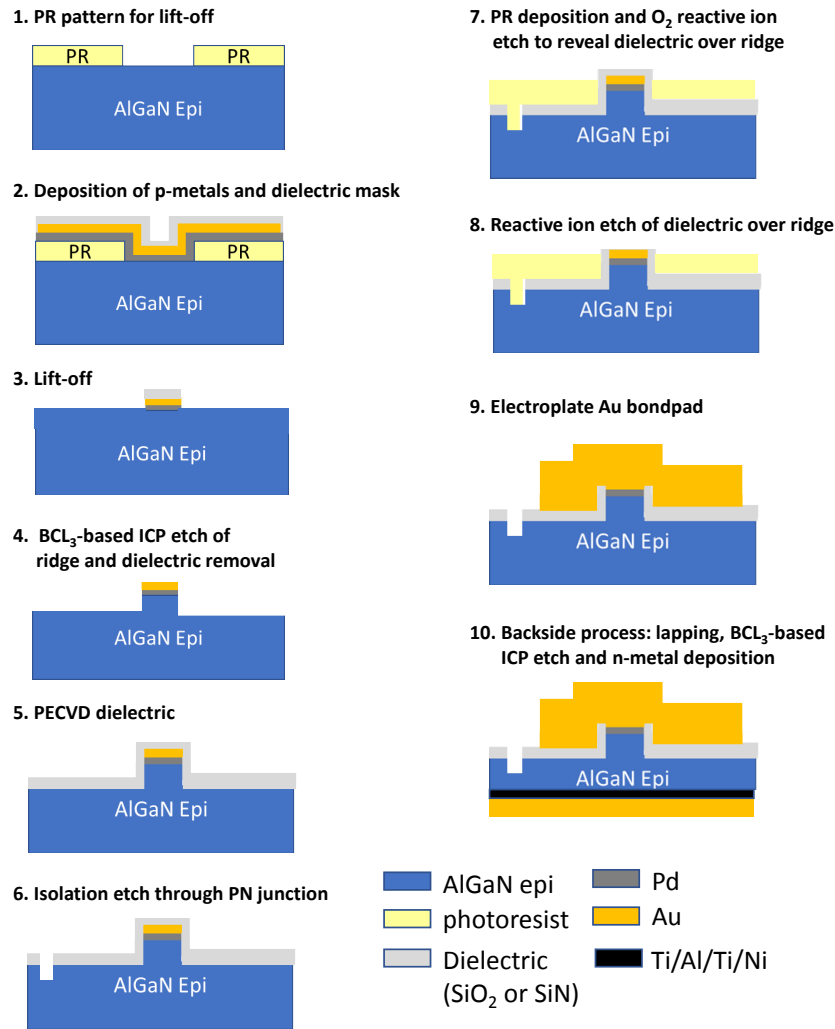 1. PR pattern for lift-off
PR PR
AlGaN Epi
2. Deposition of p-metals and dielectric mask
PR PR
AlGaN Epi
3. Lift-off
AlGaN Epi
4. BCL₃-based ICP etch of
ridge and dielectric removal
AlGaN Epi
5. PECVD dielectric
AlGaN Epi
6. Isolation etch through PN junction
AlGaN Epi
7. PR deposition and O₂ reactive ion
etch to reveal dielectric over ridge
AlGaN Epi
8. Reactive ion etch of dielectric over ridge
AlGaN Epi
9. Electroplate Au bondpad
AlGaN Epi
10. Backside process: lapping, BCL₃-based
ICP etch and n-metal deposition
AlGaN Epi
AlGaN epi Pd
photoresist Au
Dielectric Ti/Al/Ti/Ni
(SiO₂ or SiN)